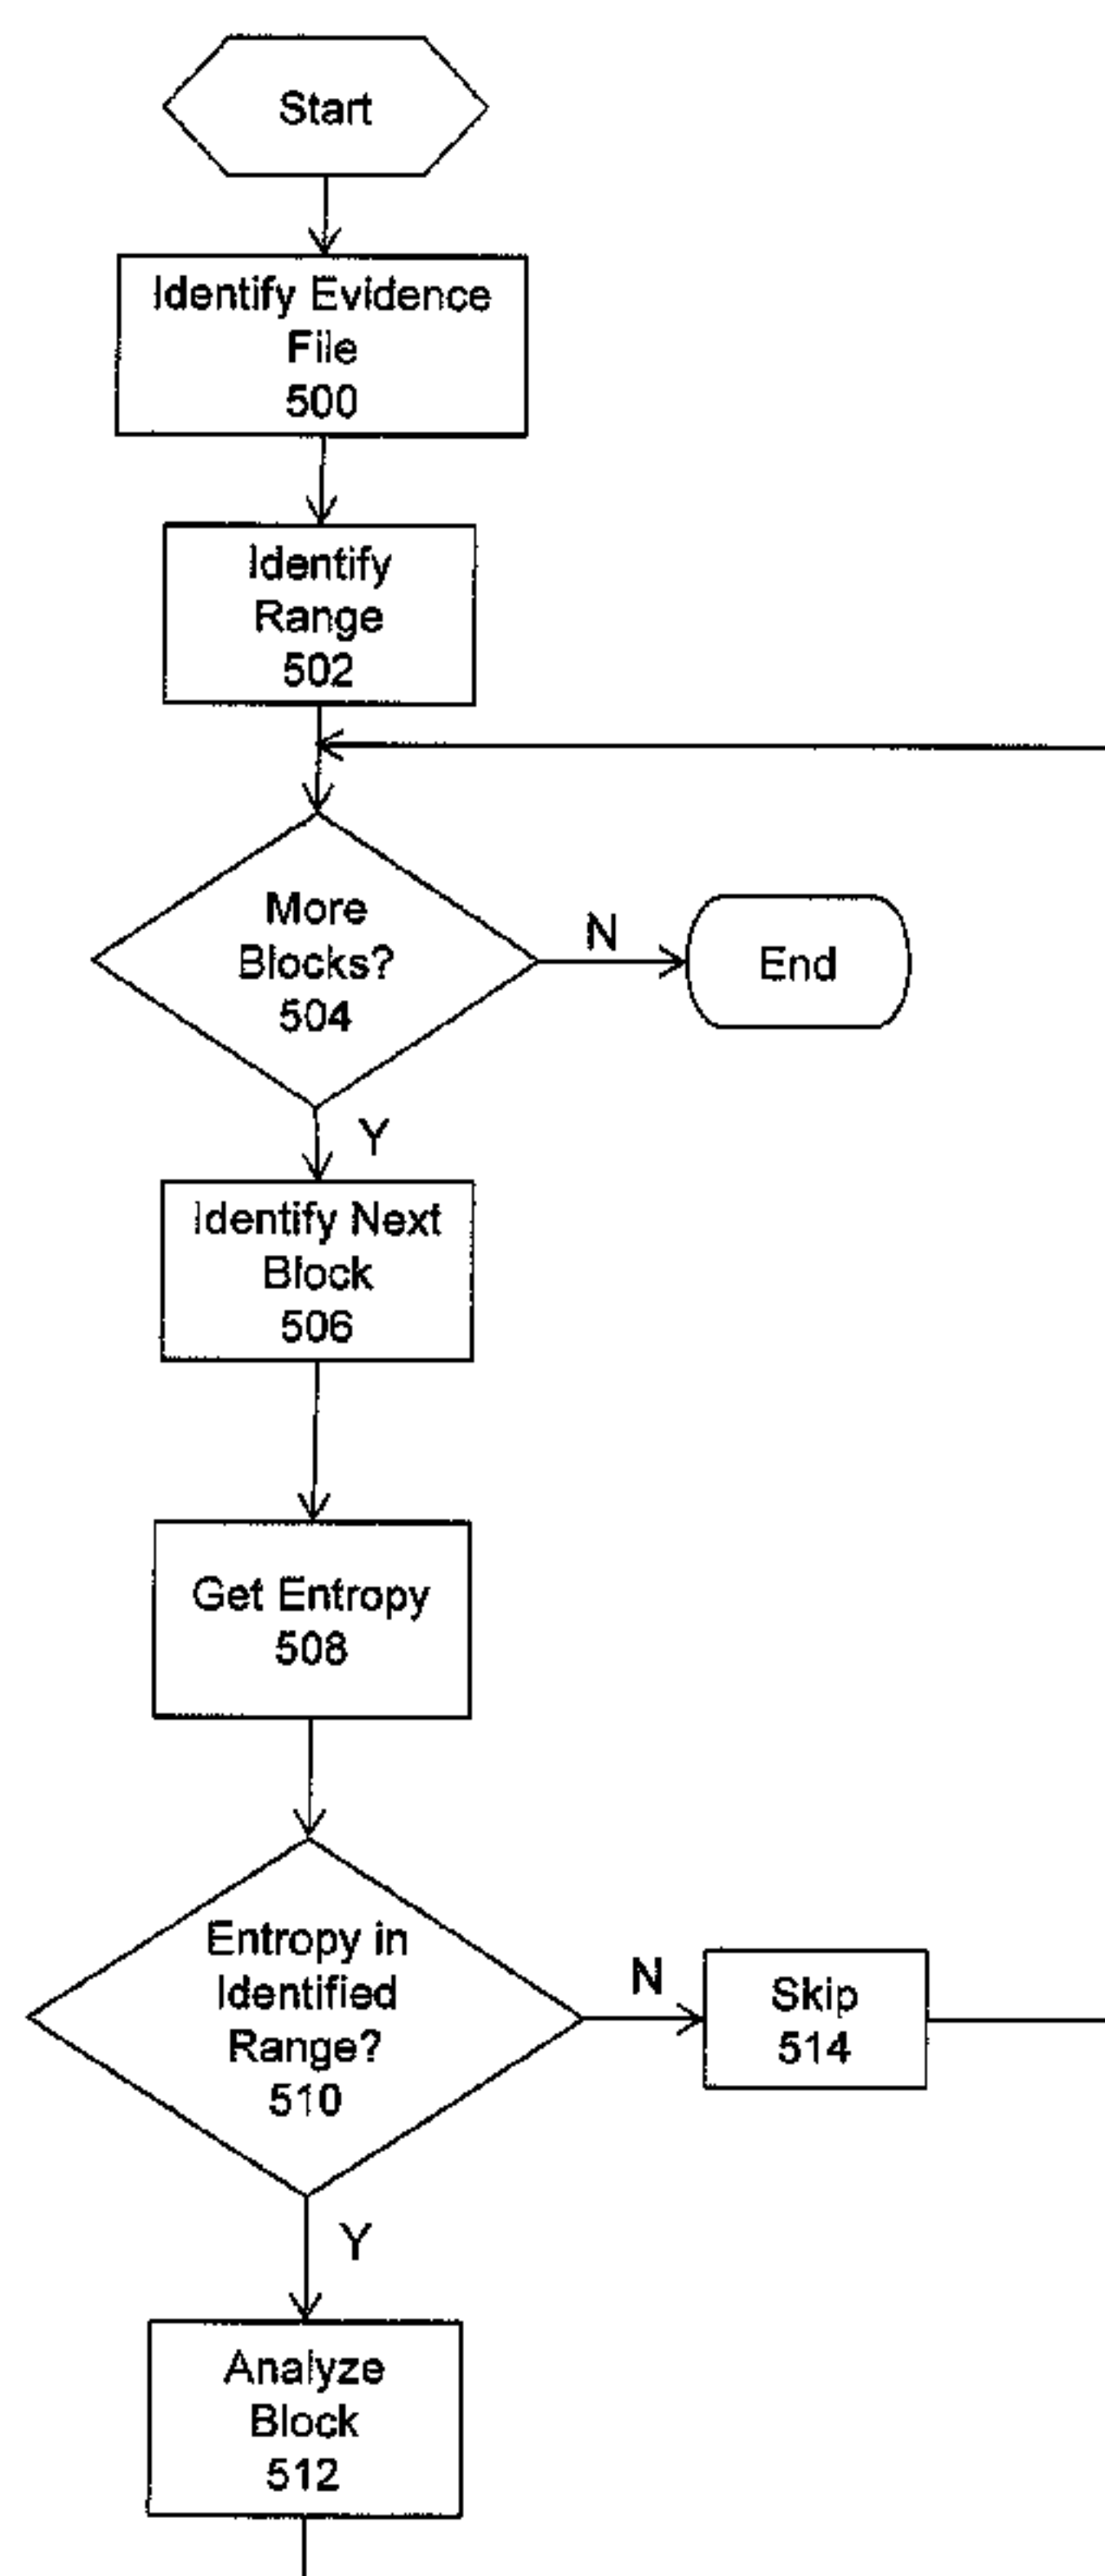 Start
Identify Evidence
File
500
Identify
Range
502
More
Blocks?
504
N
End
Y
Identify Next
Block
506
Get Entropy
508
Entropy in
Identified
Range?
510
N
Skip
514
Y
Analyze
Block
512